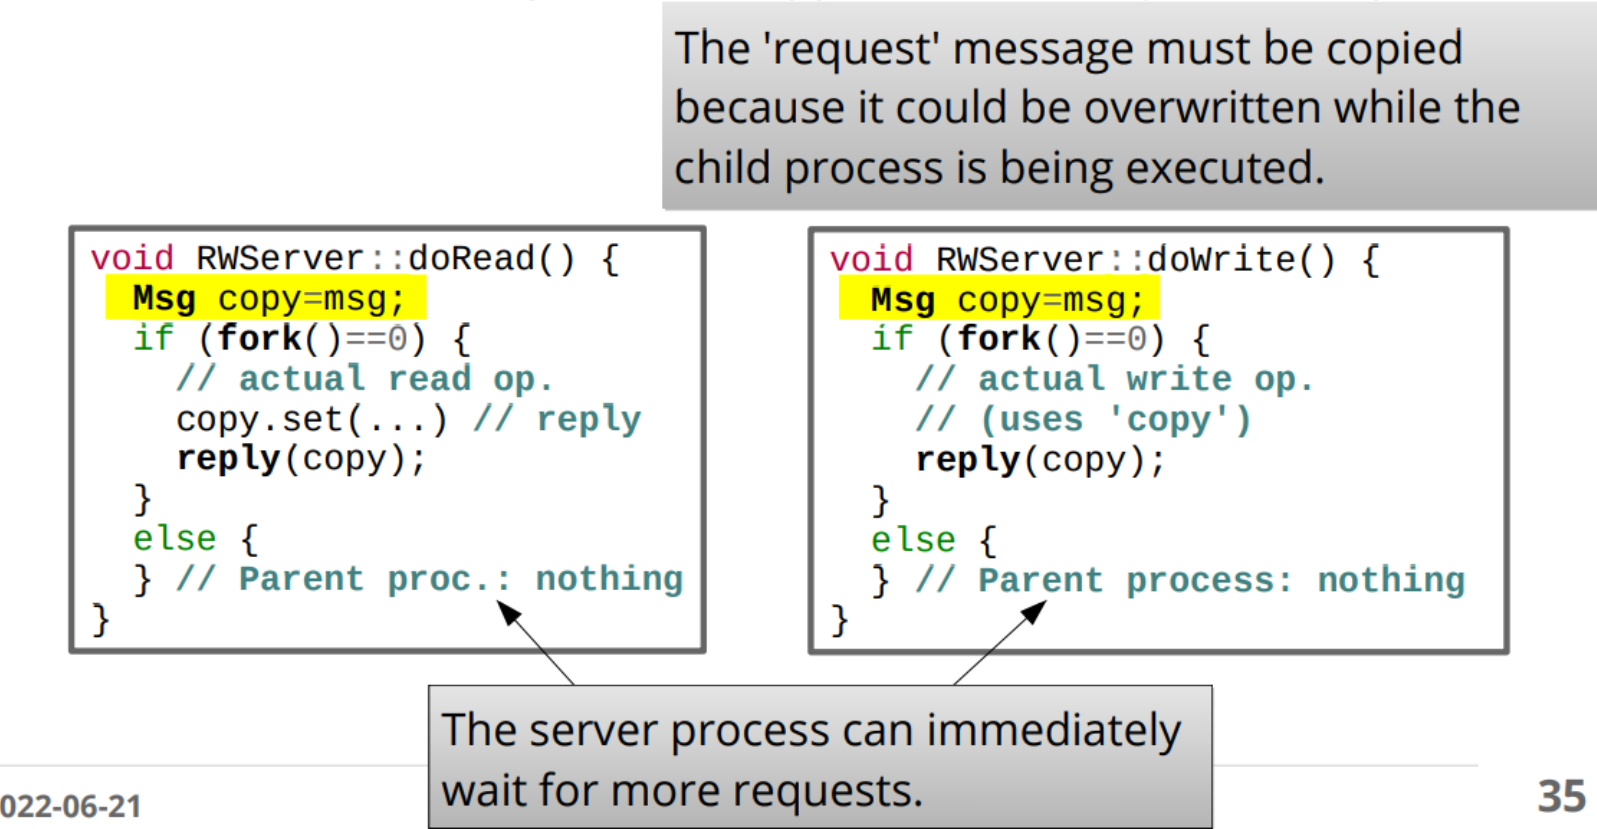 The 'request' message must be copied
because it could be overwritten while the
child process is being executed.
void RWServer::doRead() {
Msg copy=msg;
if (fork()==0) {
// actual read op.
copy.set(...) // reply
reply(copy);
}
else {
} // Parent proc.: nothing
}
void RWServer::doWrite() {
Msg copy=msg;
if (fork()==0) {
// actual write op.
// (uses 'copy')
reply(copy);
}
else {
} // Parent process: nothing
}
The server process can immediately
wait for more requests.
022-06-21
35